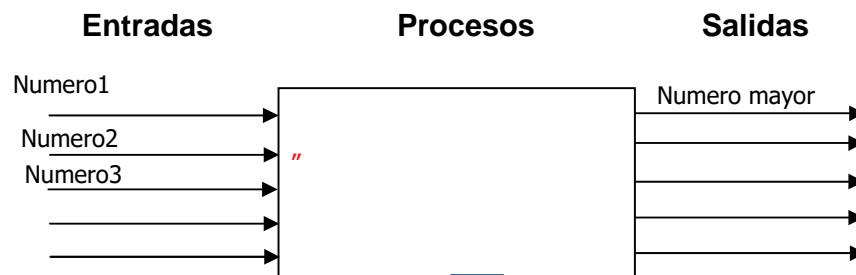 Entradas Procesos Salidas
Numero1
Numero mayor
Numero2
"
Numero3